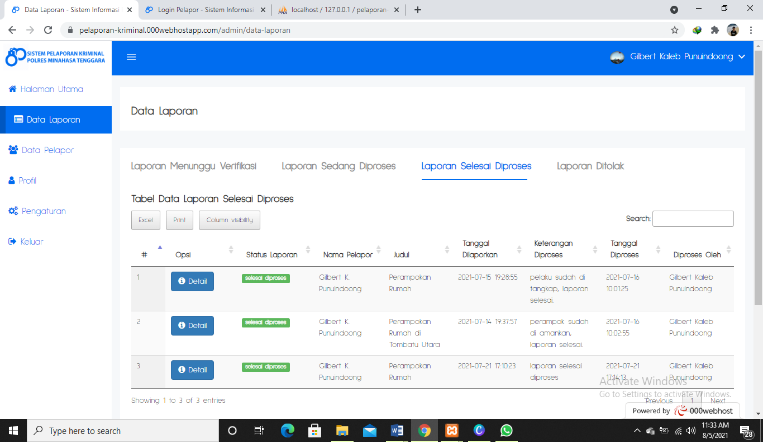 Data Laporan - Sistem Informasi
Login Pelapor - Sistem Informasi
localhost / 127.0.0.1 / pelaporan
pelaporan-kriminal.000webhostapp.com/admin/data-laporan
SISTEM PELAPORAN KRIMINAL
POLRES MINAHASA TENGGARA
Gilbert Kaleb Punuindoong
Halaman Utama
Data Laporan
Data Pelapor
Profil
Pengaturan
Keluar
Data Laporan
Laporan Menunggu Verifikasi Laporan Sedang Diproses Laporan Selesai Diproses Laporan Ditolak
Tabel Data Laporan Selesai Diproses
Excel Print Column visibility Search:
# Opsi Status Laporan Nama Pelapor Judul Tanggal Dilaporkan Keterangan Diproses Tanggal Diproses Diproses Oleh
1 Detail selesai diproses Gilbert K. Punuindoong Perampokan Rumah 2021-07-15 19:28:55 pelaku sudah di tangkap, laporan selesai. 2021-07-16 10:01:25 Gilbert Kaleb Punuindoong
2 Detail selesai diproses Gilbert K. Punuindoong Perampokan Rumah di Tombatu Utara 2021-07-14 19:37:57 perampok sudah di amankan, laporan selesai. 2021-07-16 10:02:55 Gilbert Kaleb Punuindoong
3 Detail selesai diproses Gilbert K. Punuindoong Perampokan Rumah 2021-07-21 17:10:23 laporan selesai diproses 2021-07-21 Gilbert Kaleb Punuindoong
Showing 1 to 3 of 3 entries
Previous 1 Next
Activate Windows
Go to Settings to activate Windows.
Powered by 000webhost
Type here to search
11:33 AM
8/5/2021
28